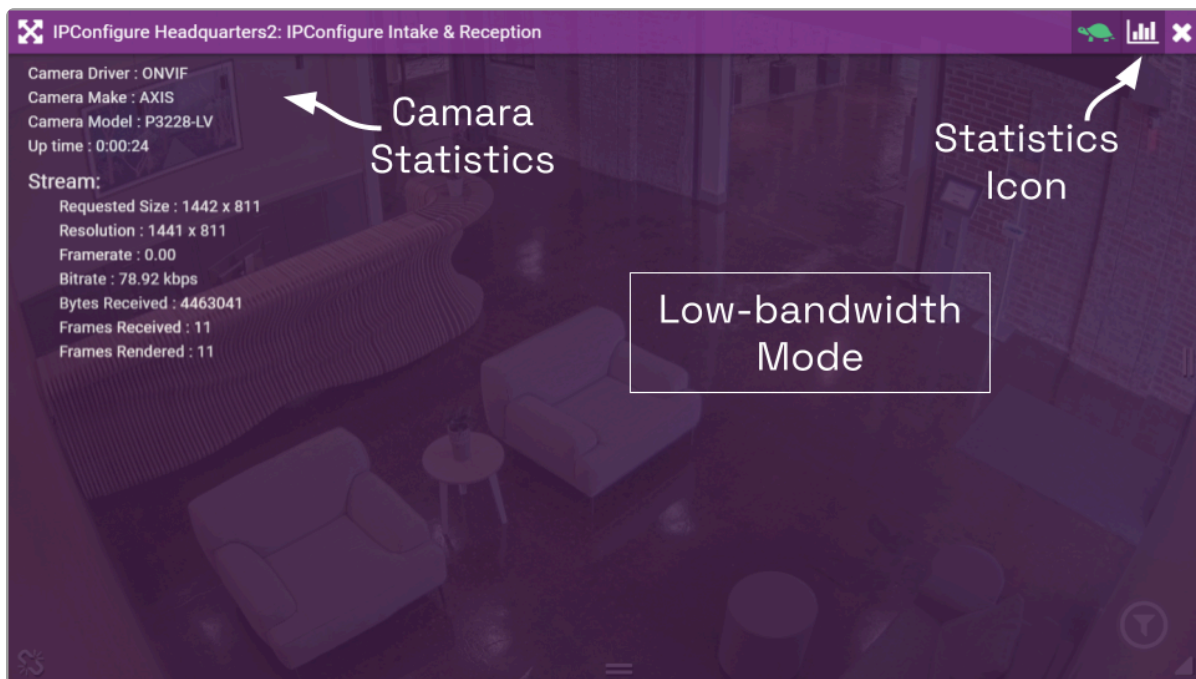 IPConfigure Headquarters2: IPConfigure Intake & Reception
Camera Driver : ONVIF
Camera Make : AXIS
Camera Model : P3228-LV
Up time : 0:00:24
Stream:
Requested Size : 1442 x 811
Resolution : 1441 x 811
Framerate : 0.00
Bitrate : 78.92 kbps
Bytes Received : 4463041
Frames Received : 11
Frames Rendered : 11
Camara
Statistics
Statistics
Icon
Low-bandwidth
Mode